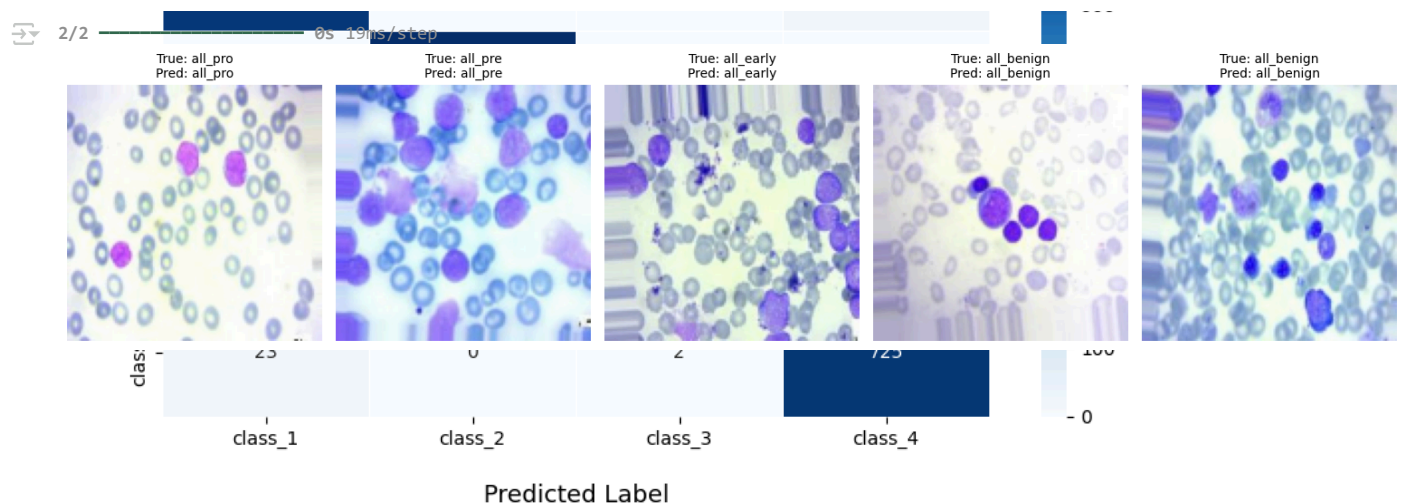 2/2 0s 19ms/step
True: all_pro
Pred: all_pro
True: all_pre
Pred: all_pre
True: all_early
Pred: all_early
True: all_benign
Pred: all_benign
True: all_benign
Pred: all_benign
23 0 2 725 100
clas
0
class_1 class_2 class_3 class_4
Predicted Label